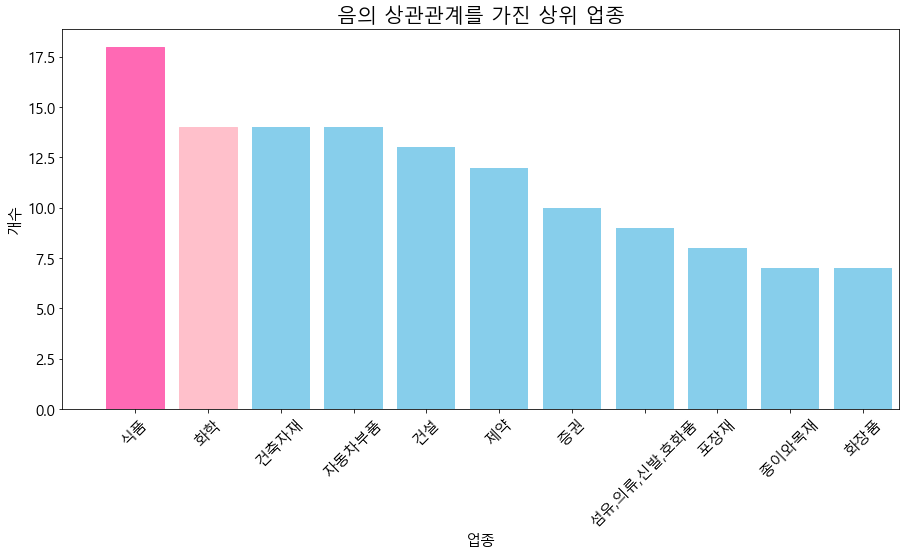 음의 상관관계를 가진 상위 업종
개수
17.5
15.0
12.5
10.0
7.5
5.0
2.5
0.0
식품
화학
건축자재
자동차부품
건설
제약
증권
섬유,의류,신발,호화품
포장재
종이와목재
화장품
업종